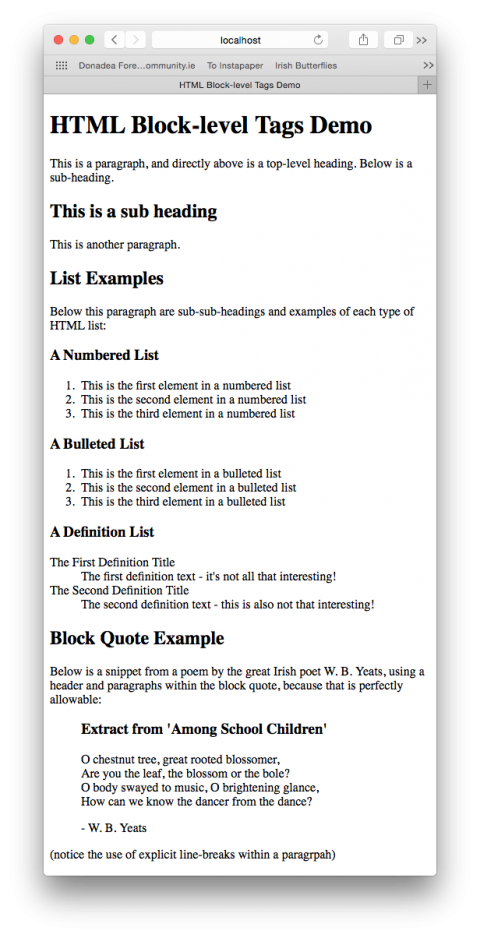 localhost
Donadea Fore...ommunity.ie To Instapaper Irish Butterflies >>
HTML Block-level Tags Demo
HTML Block-level Tags Demo
This is a paragraph, and directly above is a top-level heading. Below is a
sub-heading.
This is a sub heading
This is another paragraph.
List Examples
Below this paragraph are sub-sub-headings and examples of each type of
HTML list:
A Numbered List
1. This is the first element in a numbered list
2. This is the second element in a numbered list
3. This is the third element in a numbered list
A Bulleted List
1. This is the first element in a bulleted list
2. This is the second element in a bulleted list
3. This is the third element in a bulleted list
A Definition List
The First Definition Title
The first definition text - it's not all that interesting!
The Second Definition Title
The second definition text - this is also not that interesting!
Block Quote Example
Below is a snippet from a poem by the great Irish poet W. B. Yeats, using a
header and paragraphs within the block quote, because that is perfectly
allowable:
Extract from 'Among School Children'
O chestnut tree, great rooted blossomer,
Are you the leaf, the blossom or the bole?
O body swayed to music, O brightening glance,
How can we know the dancer from the dance?
- W. B. Yeats
(notice the use of explicit line-breaks within a paragrpah)